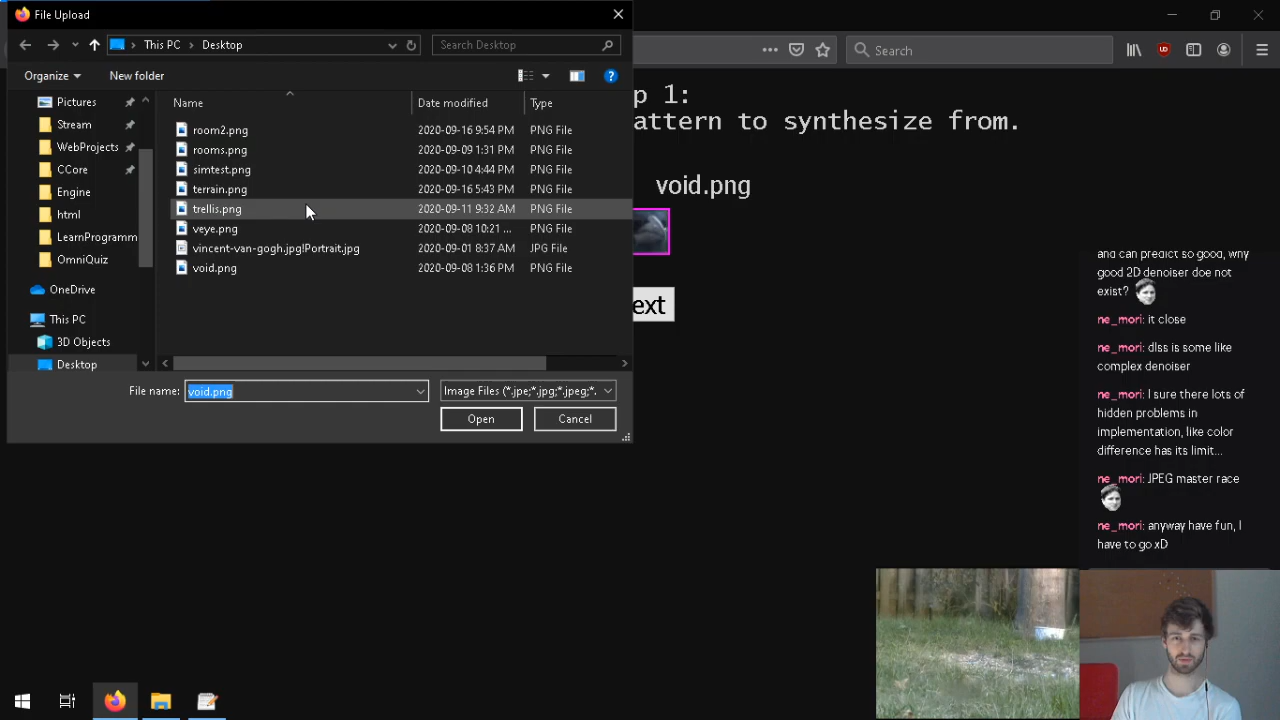 File Upload
This PC
Desktop
Search Desktop
Search
Organize
New folder
Pictures
Stream
WebProjects
CCore
Engine
html
LearnProgramm
OmniQuiz
OneDrive
This PC
3D Objects
Desktop
Name
Date modified
Type
room2.png 2020-09-16 9:54 PM PNG File
rooms.png 2020-09-09 1:31 PM PNG File
simtest.png 2020-09-10 4:44 PM PNG File
terrain.png 2020-09-16 5:43 PM PNG File
trellis.png 2020-09-11 9:32 AM PNG File
veye.png 2020-09-08 10:21 ... PNG File
vincent-van-gogh.jpg!Portrait.jpg 2020-09-01 8:37 AM JPG File
void.png 2020-09-08 1:36 PM PNG File
File name:
void.png
Image Files (*.jpe;*.jpg;*.jpeg;*.
Open
Cancel
p 1:
attern to synthesize from.
void.png
ext
and can predict so good, why
good 2D denoiser doe not
exist?
ne_mori: it close
ne_mori: dlss is some like
complex denoiser
ne_mori: I sure there lots of
hidden problems in
implementation, like color
difference has its limit...
ne_mori: JPEG master race
ne_mori: anyway have fun, I
have to go xD